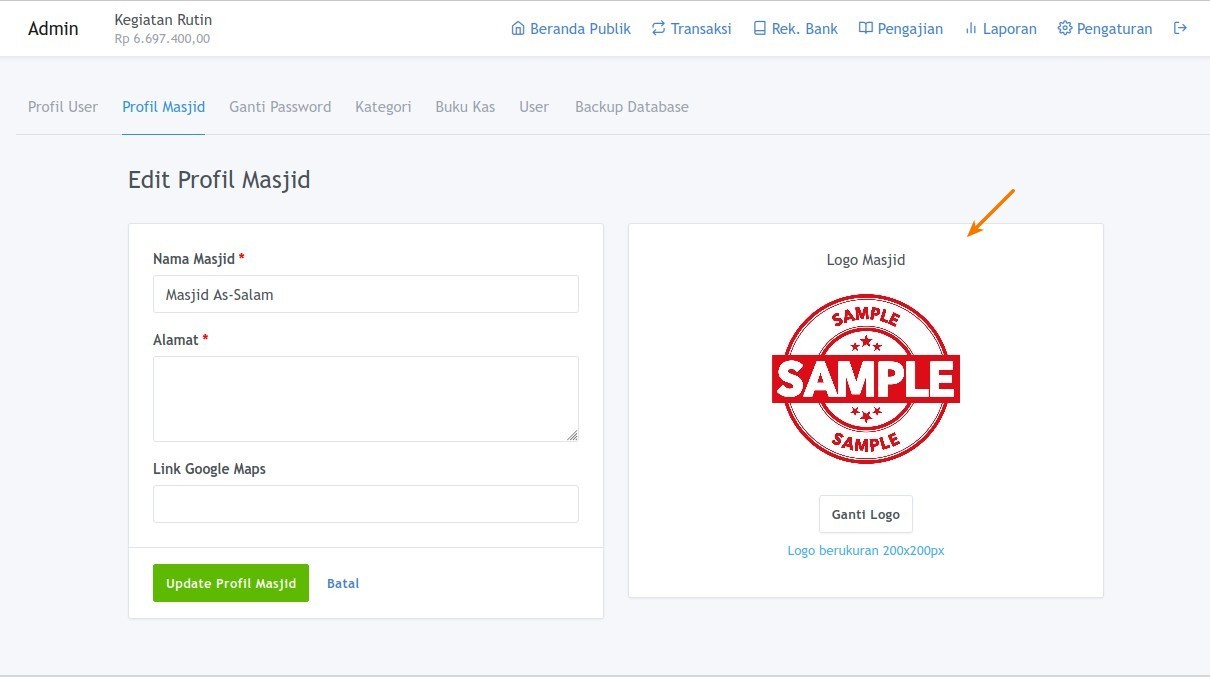 Admin
Kegiatan Rutin
Rp 6.697.400,00
Beranda Publik Transaksi Rek. Bank Pengajian Laporan Pengaturan
Profil User Profil Masjid Ganti Password Kategori Buku Kas User Backup Database
Edit Profil Masjid
Nama Masjid *
Masjid As-Salam
Alamat *
Link Google Maps
Update Profil Masjid Batal
Logo Masjid
SAMPLE
SAMPLE
SAMPLE
Ganti Logo
Logo berukuran 200x200px